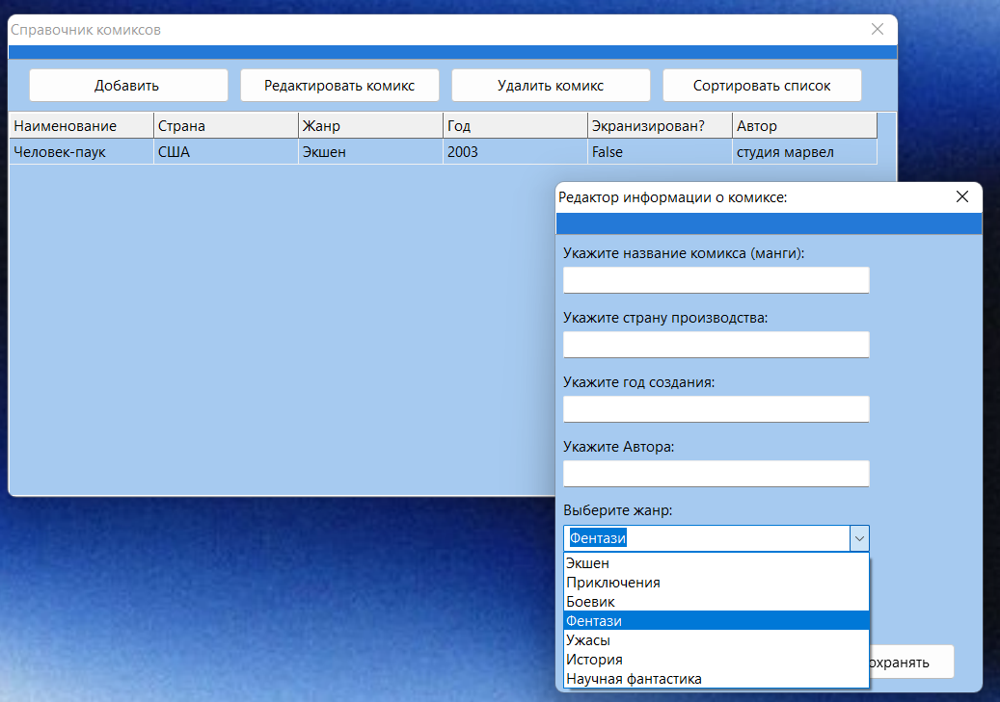 Справочник комиксов
Добавить Редактировать комикс Удалить комикс Сортировать список
Наименование Страна Жанр Год Экранизирован? Автор
Человек-паук США Экшен 2003 False студия марвел
Редактор информации о комиксе:
Укажите название комикса (манги):
Укажите страну производства:
Укажите год создания:
Укажите Автора:
Выберите жанр:
Фентази
Экшен
Приключения
Боевик
Фентази
Ужасы
История
Научная фантастика
охранять